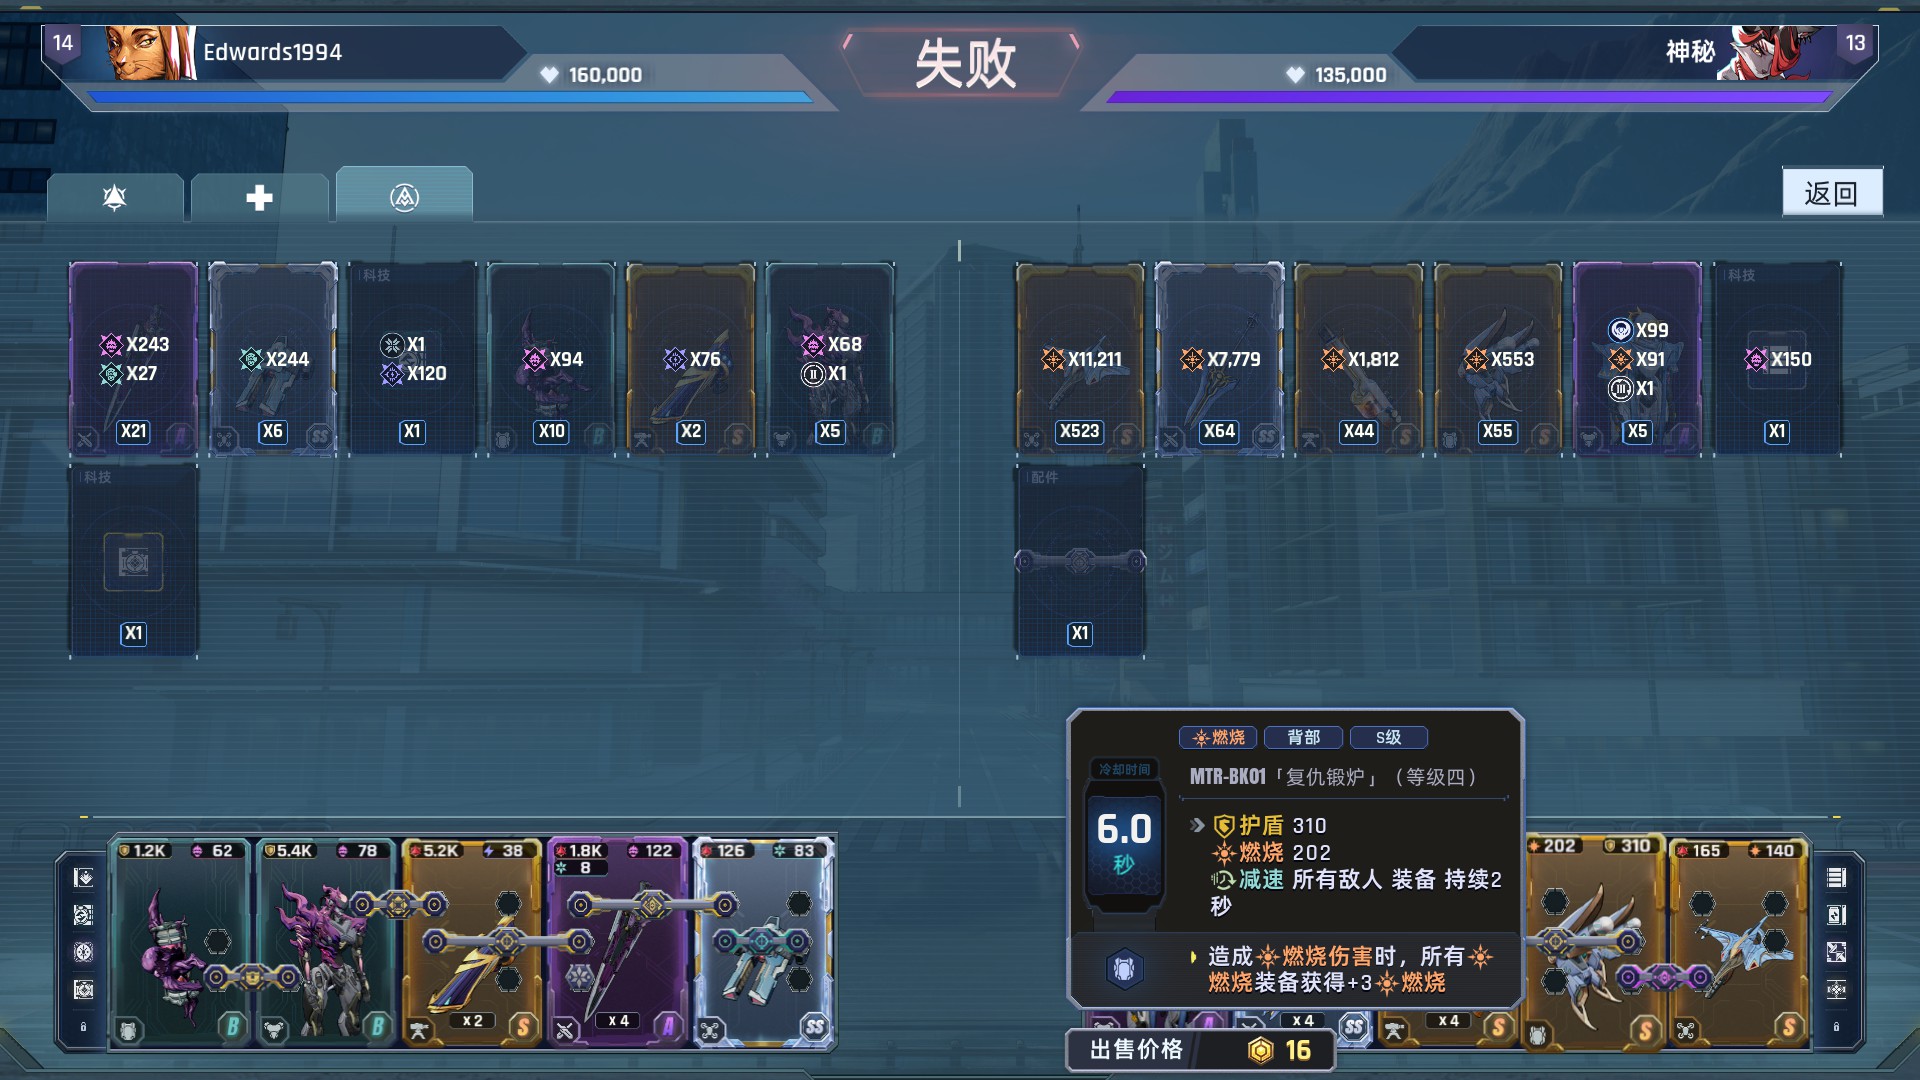 14
Edwards1994
160,000
失败
135,000
神秘
13
返回
X243
X27
X21
A
X244
X6
SS
科技
X1
X120
X1
X94
X10
B
X76
X2
S
X68
X1
X5
B
X11,211
X523
S
X7,779
X64
SS
X1,812
X44
S
X553
X55
S
X99
X91
X1
X5
A
科技
X150
X1
科技
X1
配件
X1
燃烧 背部 S级
MTR-BK01「复仇锻炉」（等级四）
冷却时间
6.0
秒
护盾 310
燃烧 202
减速 所有敌人 装备 持续2
秒
造成燃烧伤害时，所有
燃烧装备获得+3燃烧
出售价格 16
1.2K 62
B
5.4K 78
B
5.2K 38
x2 S
1.8K 122
8
x4 A
126 83
SS
A
x4 SS
x4 S
202 310
S
165 140
S